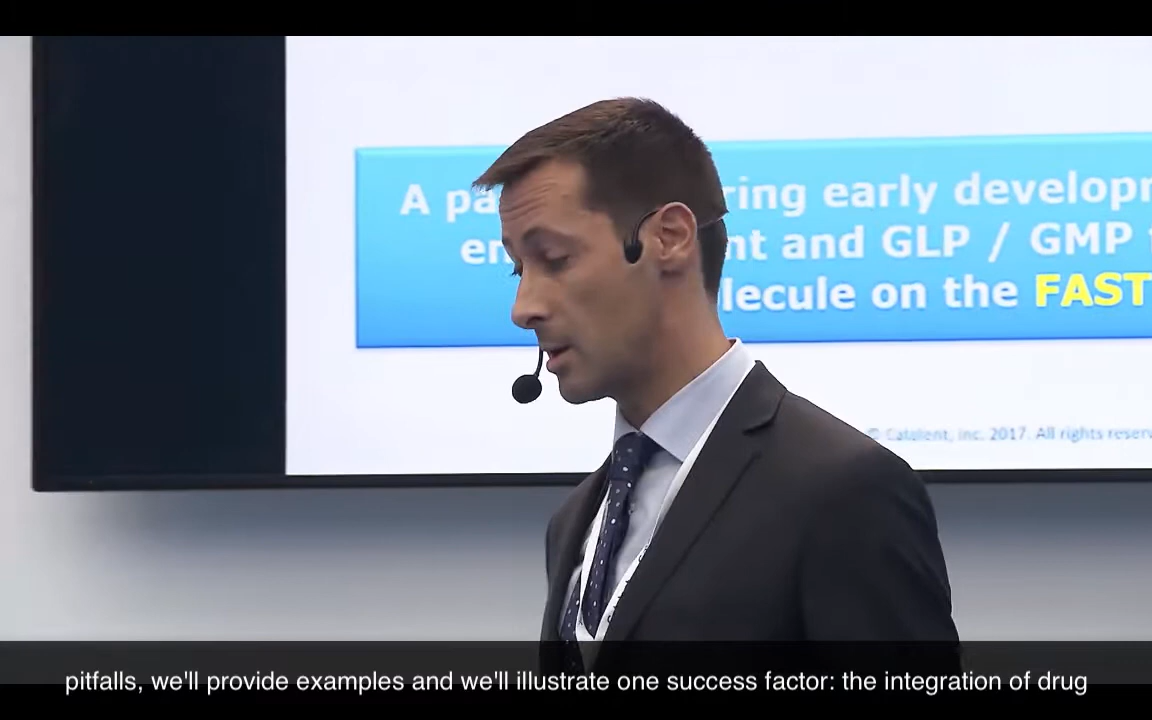 A pa ring early developm
en nt and GLP / GMP
lecule on the FAST
© Catalent, Inc. 2017. All rights reserv
pitfalls, we'll provide examples and we'll illustrate one success factor: the integration of drug